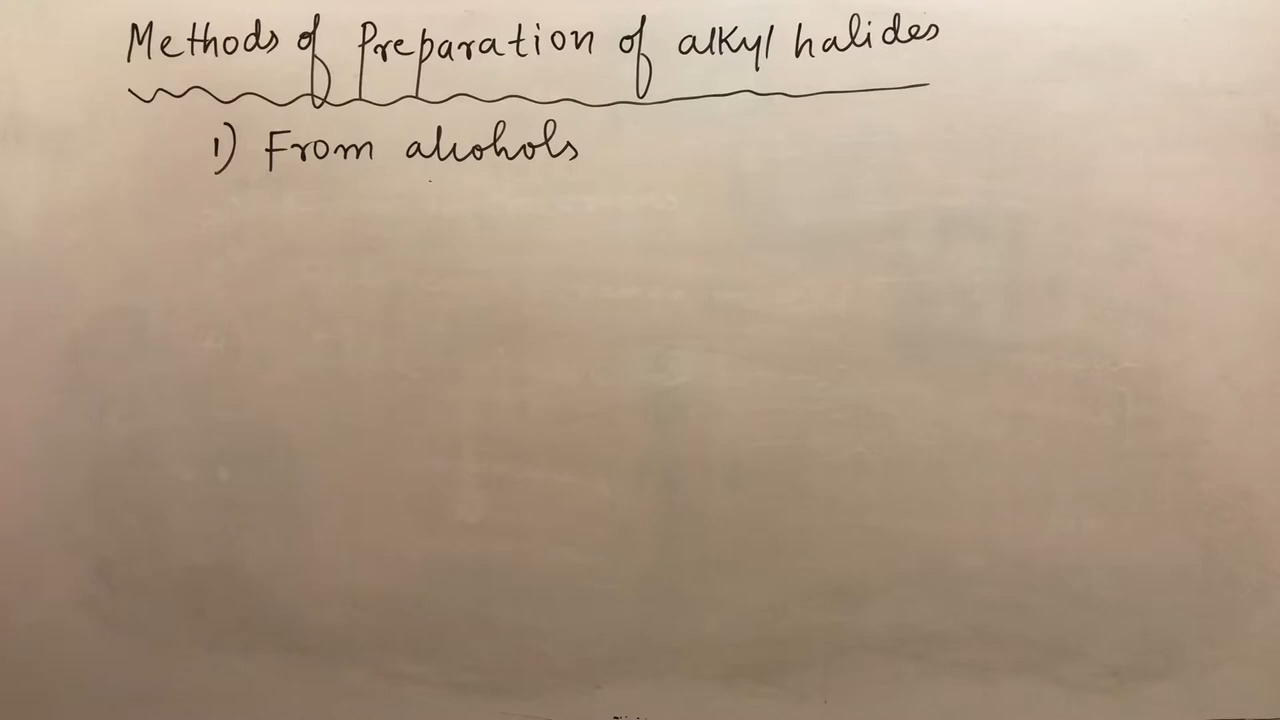 Methods of Preparation of alkyl halides
1) From alcohols